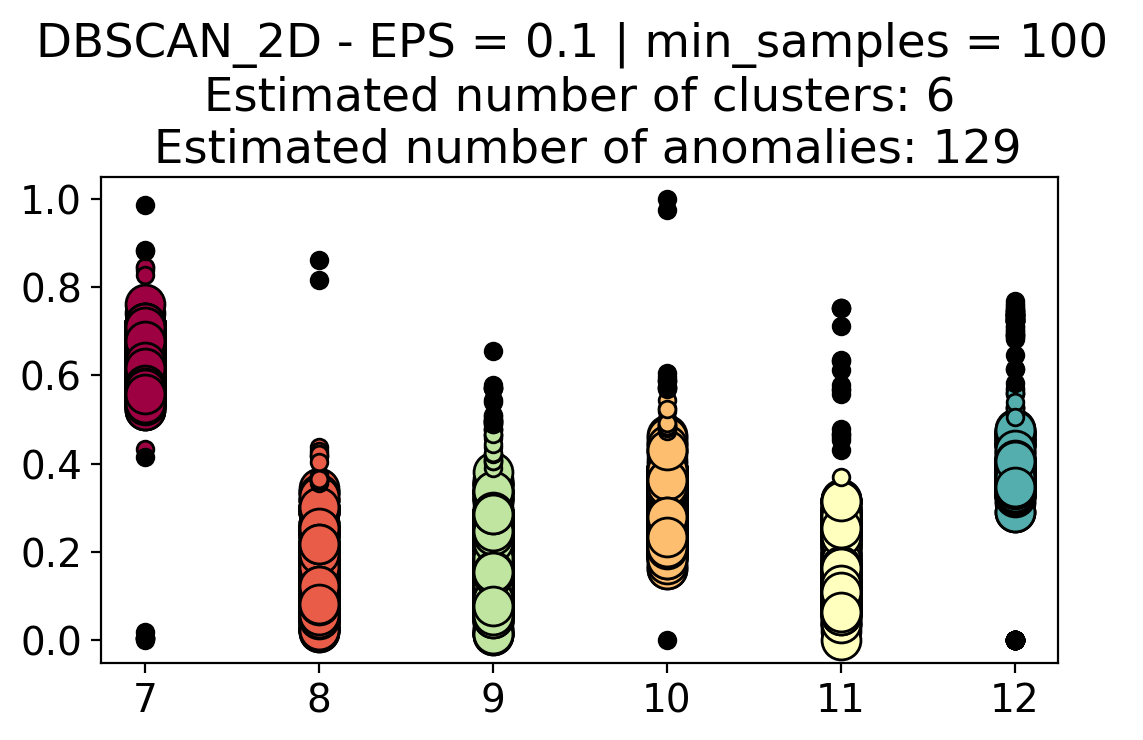 DBSCAN_2D - EPS = 0.1 | min_samples = 100
Estimated number of clusters: 6
Estimated number of anomalies: 129
1.0
0.8
0.6
0.4
0.2
0.0
7 8 9 10 11 12